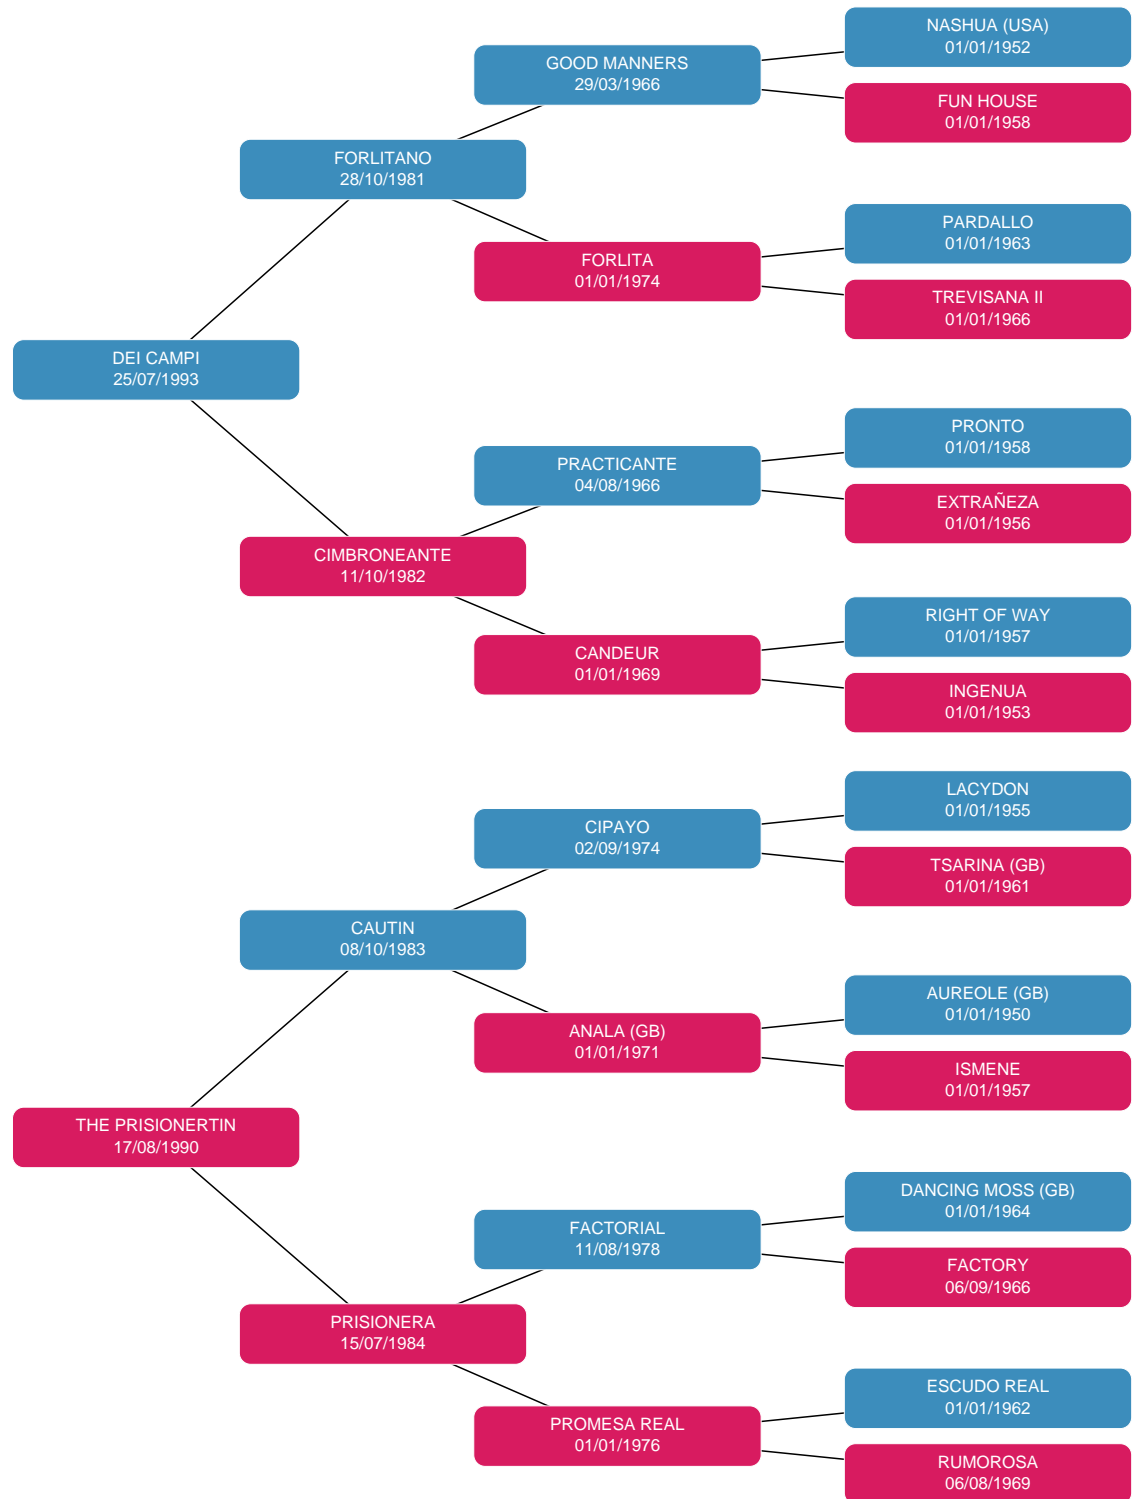 NASHUA (USA)
01/01/1952
GOOD MANNERS
29/03/1966
FUN HOUSE
01/01/1958
FORLITANO
28/10/1981
PARDALLO
01/01/1963
FORLITA
01/01/1974
TREVISANA II
01/01/1966
DEI CAMPI
25/07/1993
PRONTO
01/01/1958
PRACTICANTE
04/08/1966
EXTRAÑEZA
01/01/1956
CIMBRONEANTE
11/10/1982
RIGHT OF WAY
01/01/1957
CANDEUR
01/01/1969
INGENUA
01/01/1953
LACYDON
01/01/1955
CIPAYO
02/09/1974
TSARINA (GB)
01/01/1961
CAUTIN
08/10/1983
AUREOLE (GB)
01/01/1950
ANALA (GB)
01/01/1971
ISMENE
01/01/1957
THE PRISIONERTIN
17/08/1990
DANCING MOSS (GB)
01/01/1964
FACTORIAL
11/08/1978
FACTORY
06/09/1966
PRISIONERA
15/07/1984
ESCUDO REAL
01/01/1962
PROMESA REAL
01/01/1976
RUMOROSA
06/08/1969